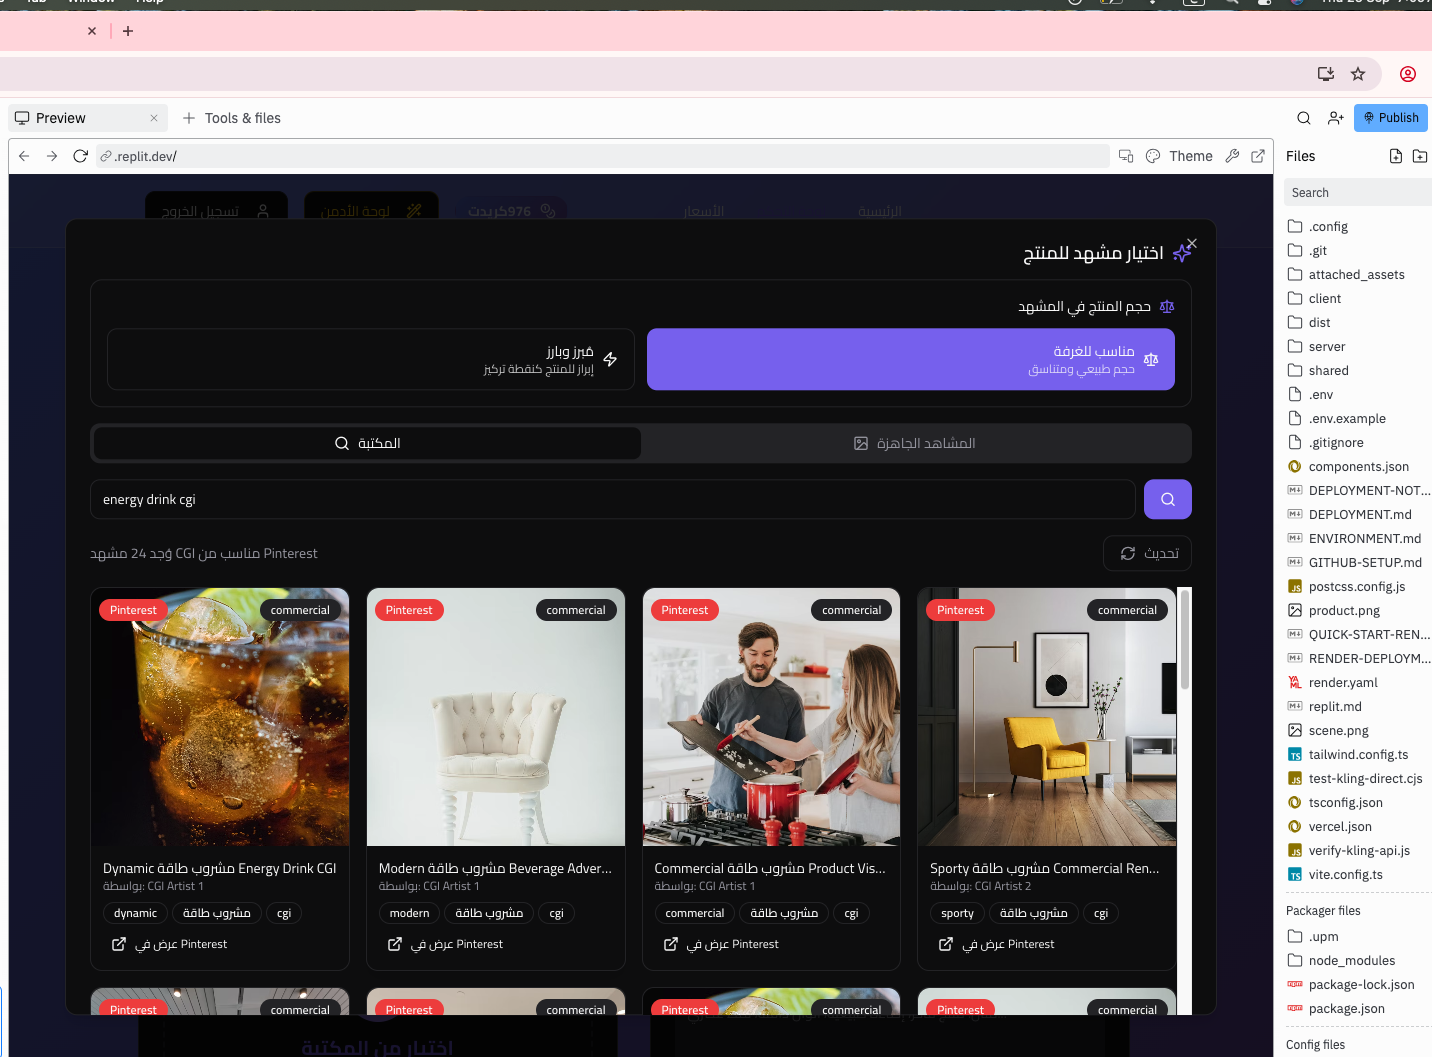 Tab Window Help
Preview
Tools & files
Publish
.replit.dev/
Theme
Files
Search
الرئيسية
الأسعار
976كريدت
لوحة الأدمن
تسجيل الخروج
اختيار مشهد للمنتج
حجم المنتج في المشهد
مناسب للغرفة
حجم طبيعي ومتناسق
مُبرز وبارز
إبراز للمنتج كنقطة تركيز
المشاهد الجاهزة
المكتبة
energy drink cgi
وُجد 24 مشهد CGI مناسب من Pinterest
تحديث
Pinterest
commercial
Dynamic مشروب طاقة Energy Drink CGI
بواسطة: CGI Artist 1
dynamic
مشروب طاقة
cgi
عرض في Pinterest
Pinterest
commercial
Modern مشروب طاقة Beverage Adver...
بواسطة: CGI Artist 1
modern
مشروب طاقة
cgi
عرض في Pinterest
Pinterest
commercial
Commercial مشروب طاقة Product Vis...
بواسطة: CGI Artist 1
commercial
مشروب طاقة
cgi
عرض في Pinterest
Pinterest
commercial
Sporty مشروب طاقة Commercial Ren...
بواسطة: CGI Artist 2
sporty
مشروب طاقة
cgi
عرض في Pinterest
Pinterest
commercial
Pinterest
commercial
Pinterest
commercial
Pinterest
commercial
اختيار من المكتبة
.config
.git
attached_assets
client
dist
server
shared
.env
.env.example
.gitignore
components.json
DEPLOYMENT-NOT...
DEPLOYMENT.md
ENVIRONMENT.md
GITHUB-SETUP.md
postcss.config.js
product.png
QUICK-START-REN...
RENDER-DEPLOYM...
render.yaml
replit.md
scene.png
tailwind.config.ts
test-kling-direct.cjs
tsconfig.json
vercel.json
verify-kling-api.js
vite.config.ts
Packager files
.upm
node_modules
package-lock.json
package.json
Config files